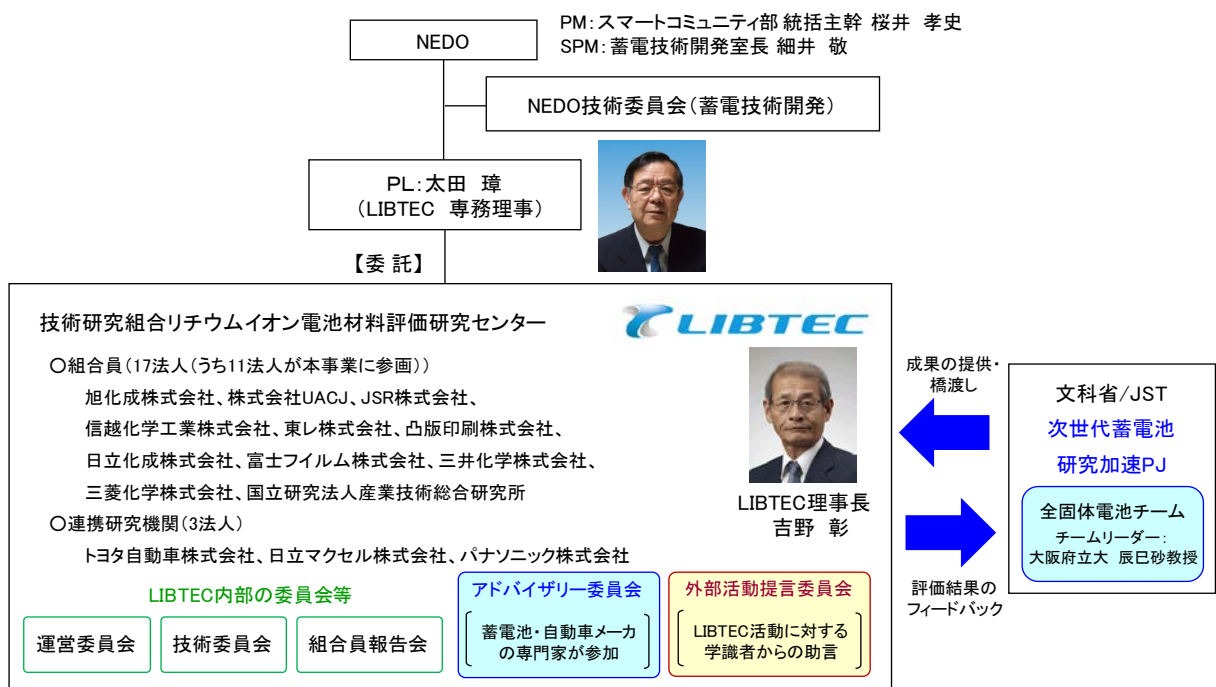 NEDO
PM:スマートコミュニティ部 統括主幹 桜井 孝史
SPM:蓄電技術開発室長 細井 敬
NEDO技術委員会(蓄電技術開発)
PL:太田 璋
(LIBTEC 専務理事)
【委 託】
技術研究組合リチウムイオン電池材料評価研究センター
LIBTEC
○組合員(17法人(うち11法人が本事業に参画))
旭化成株式会社、株式会社UACJ、JSR株式会社、
信越化学工業株式会社、東レ株式会社、凸版印刷株式会社、
日立化成株式会社、富士フイルム株式会社、三井化学株式会社、
三菱化学株式会社、国立研究法人産業技術総合研究所
○連携研究機関(3法人)
トヨタ自動車株式会社、日立マクセル株式会社、パナソニック株式会社
LIBTEC理事長
吉野 彰
LIBTEC内部の委員会等
運営委員会
技術委員会
組合員報告会
アドバイザリー委員会
蓄電池・自動車メーカ
の専門家が参加
外部活動提言委員会
LIBTEC活動に対する
学識者からの助言
成果の提供・
橋渡し
評価結果の
フィードバック
文科省/JST
次世代蓄電池
研究加速PJ
全固体電池チーム
チームリーダー:
大阪府立大 辰巳砂教授